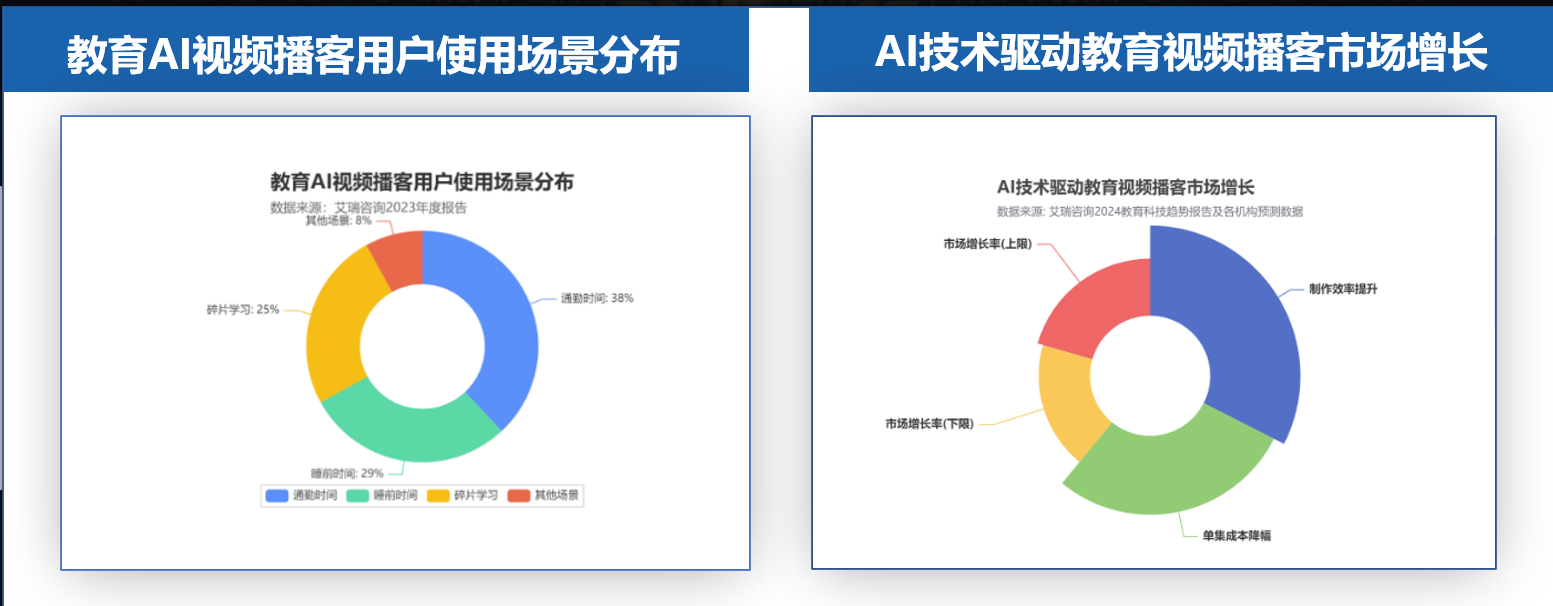 教育AI视频播客用户使用场景分布
教育AI视频播客用户使用场景分布
数据来源：艾瑞咨询2023年度报告
其他场景: 8%
通勤时间: 38%
碎片学习: 25%
睡前时间: 29%
通勤时间 睡前时间 碎片学习 其他场景
AI技术驱动教育视频播客市场增长
AI技术驱动教育视频播客市场增长
数据来源: 艾瑞咨询2024教育科技趋势报告及各机构预测数据
市场增长率(上限)
制作效率提升
市场增长率(下限)
单集成本降幅